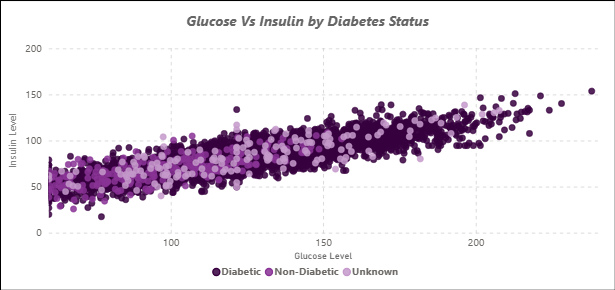 Glucose Vs Insulin by Diabetes Status
200
150
100
50
0
Insulin Level
100 150 200
Glucose Level
Diabetic Non-Diabetic Unknown